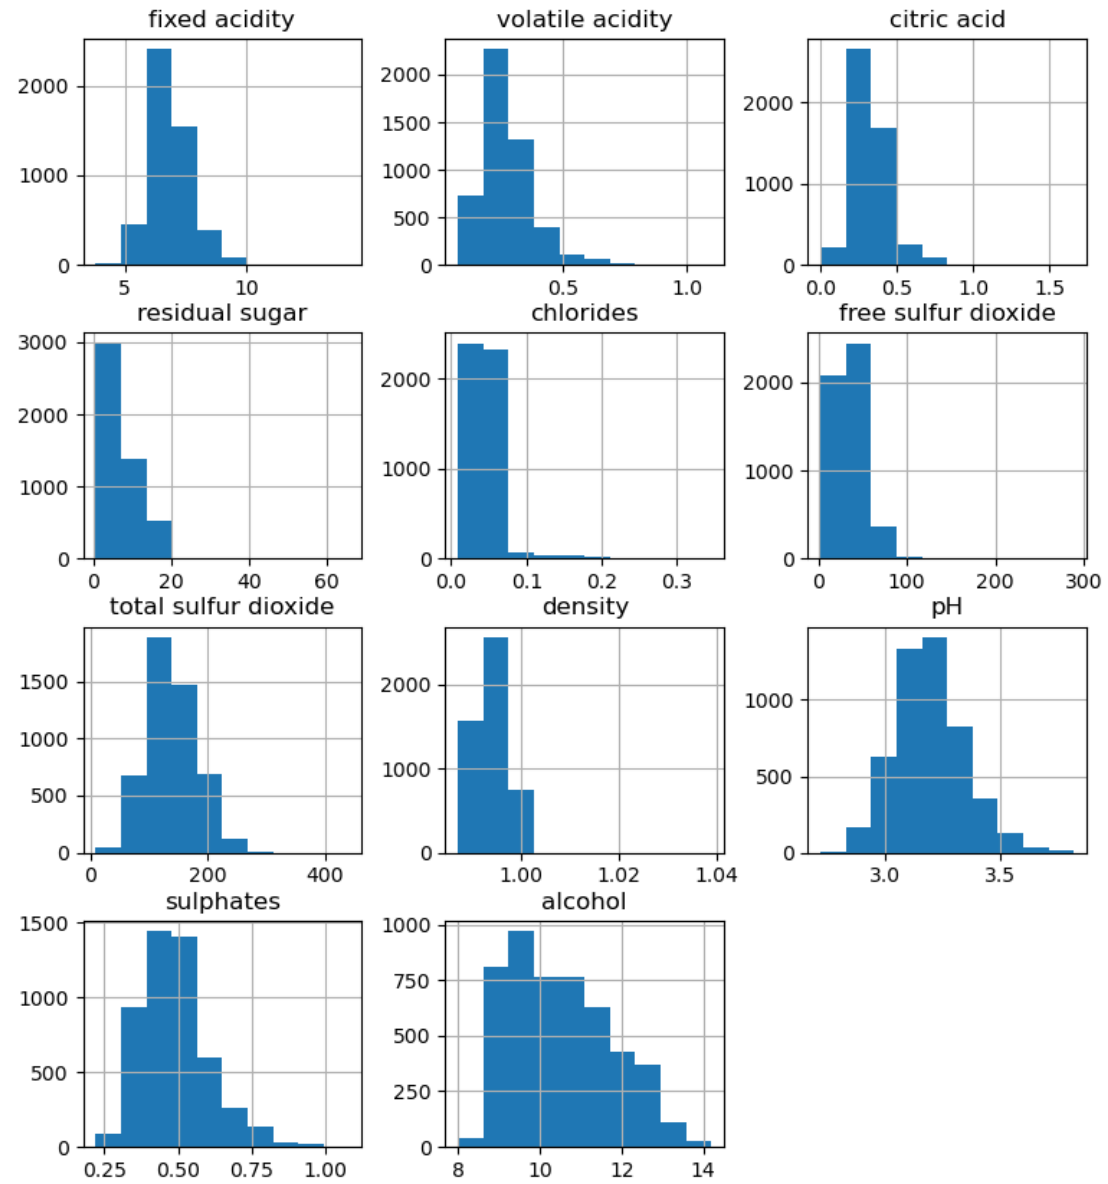 fixed acidity
2000
1000
0
5 10
volatile acidity
2000
1500
1000
500
0
0.5 1.0
citric acid
2000
1000
0
0.0 0.5 1.0 1.5
residual sugar
3000
2000
1000
0
0 20 40 60
chlorides
2000
1000
0
0.0 0.1 0.2 0.3
free sulfur dioxide
2000
1000
0
0 100 200 300
total sulfur dioxide
1500
1000
500
0
0 200 400
density
2000
1000
0
1.00 1.02 1.04
pH
1000
500
0
3.0 3.5
sulphates
1500
1000
500
0
0.25 0.50 0.75 1.00
alcohol
1000
750
500
250
0
8 10 12 14